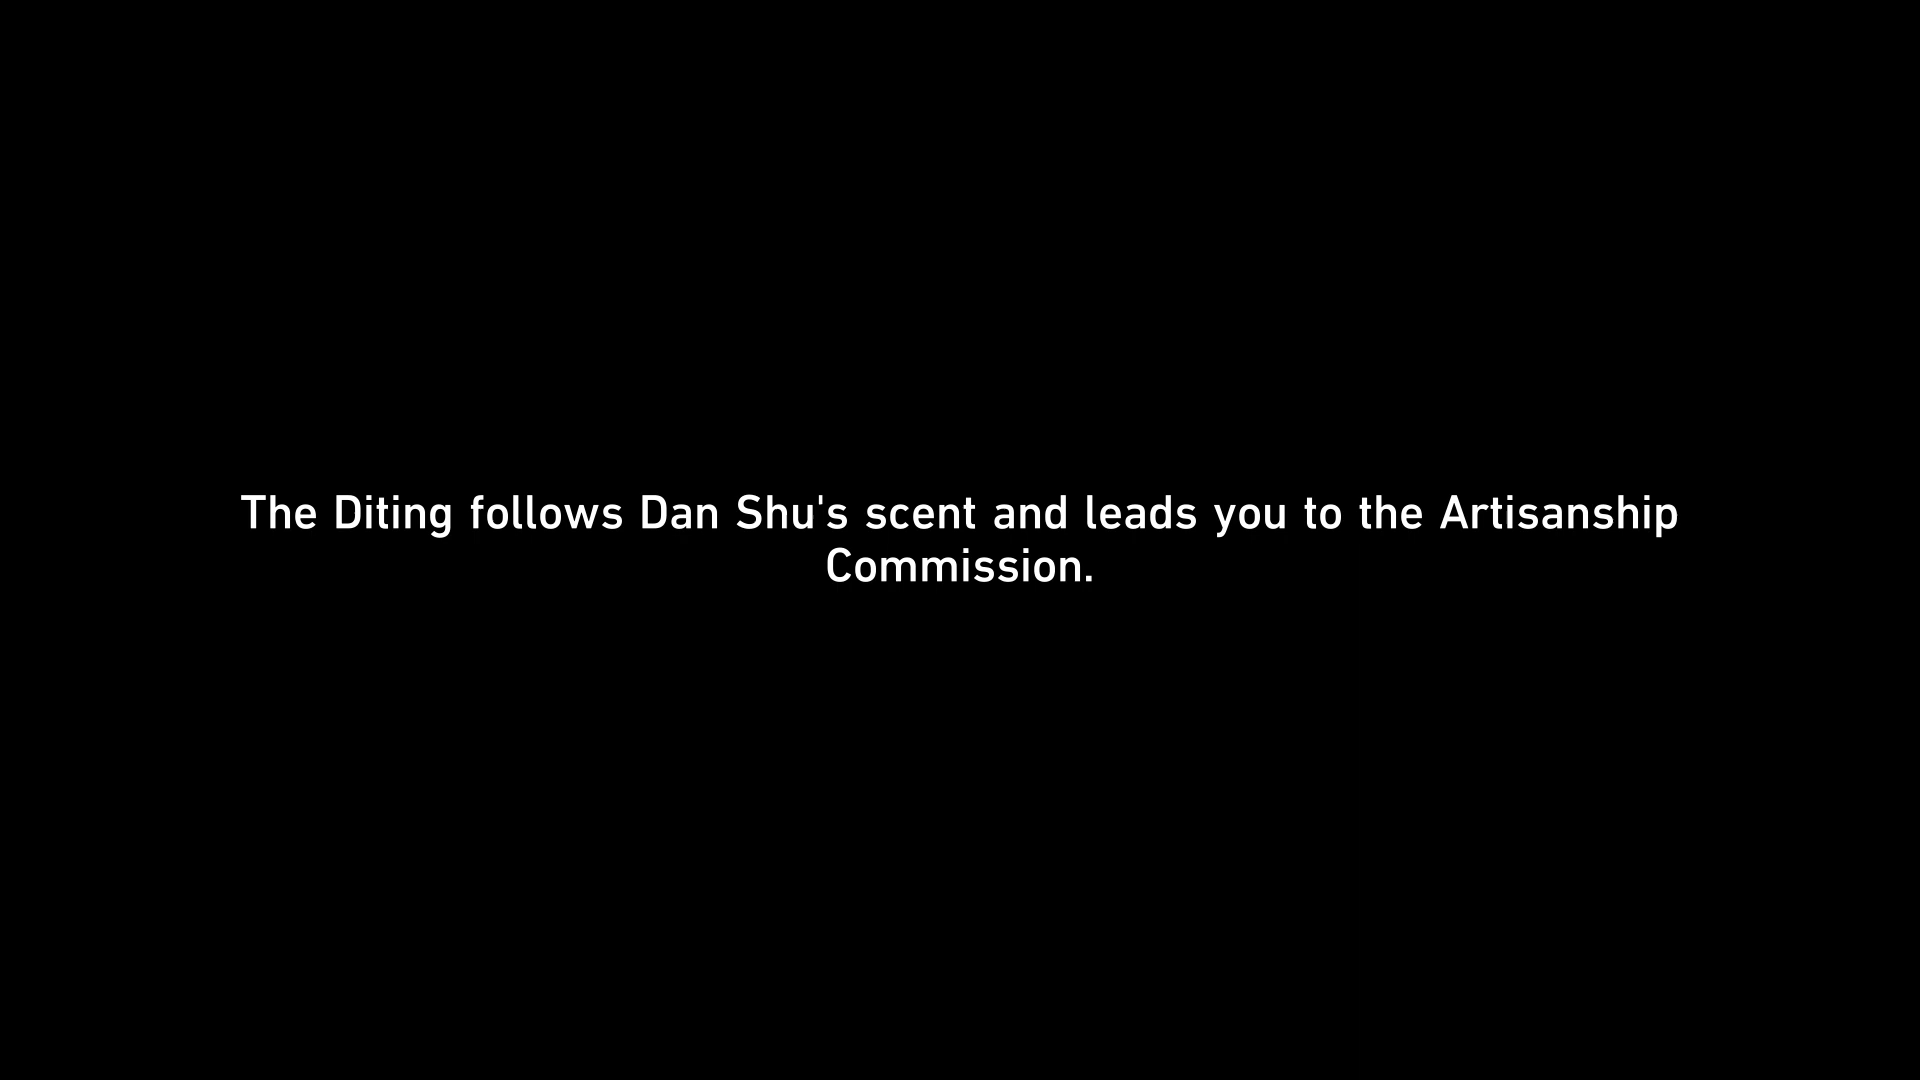 The Diting follows Dan Shu's scent and leads you to the Artisanship
Commission.